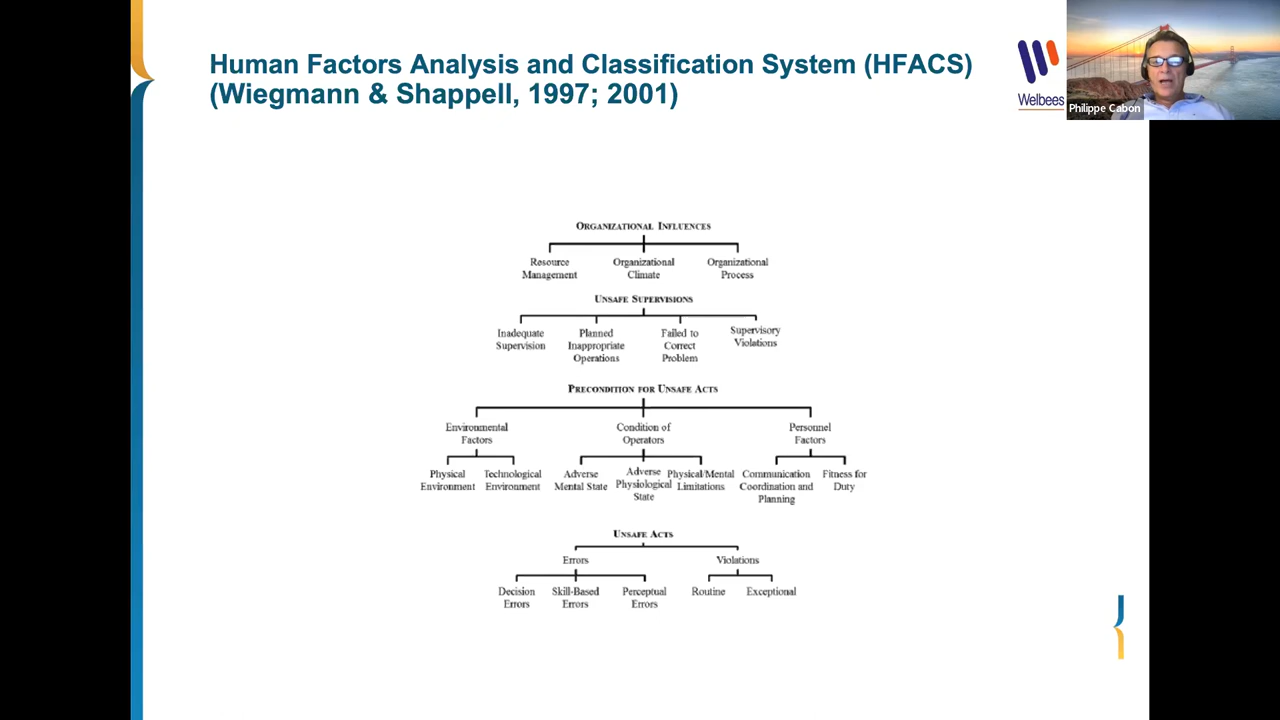 Human Factors Analysis and Classification System (HFACS)
(Wiegmann & Shappell, 1997; 2001)
Welbees
Philippe Cabon
ORGANIZATIONAL INFLUENCES
Resource
Management
Organizational
Climate
Organizational
Process
UNSAFE SUPERVISIONS
Inadequate
Supervision
Planned
Inappropriate
Operations
Failed to
Correct
Problem
Supervisory
Violations
PRECONDITION FOR UNSAFE ACTS
Environmental
Factors
Condition of
Operators
Personnel
Factors
Physical
Environment
Technological
Environment
Adverse
Mental State
Adverse
Physiological
State
Physical/Mental
Limitations
Communication
Coordination and
Planning
Fitness for
Duty
UNSAFE ACTS
Errors
Violations
Decision
Errors
Skill-Based
Errors
Perceptual
Errors
Routine
Exceptional